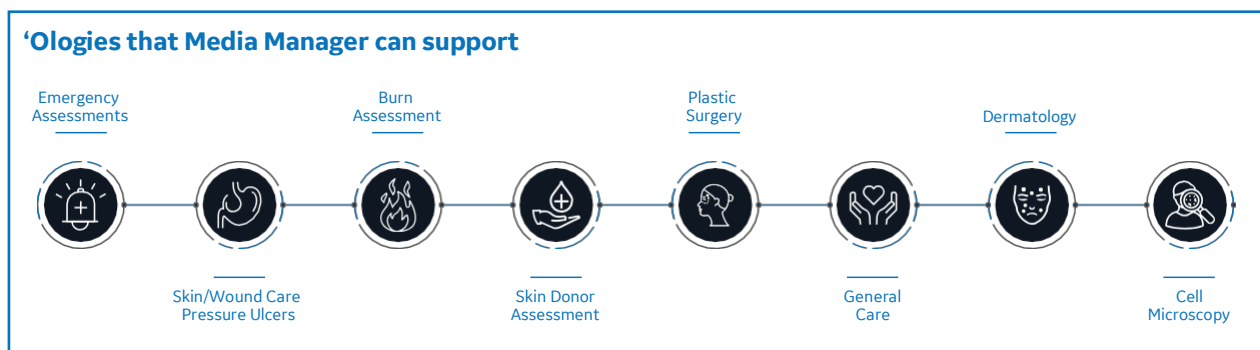 ‘Ologies that Media Manager can support
Emergency
Assessments
Burn
Assessment
Plastic
Surgery
Dermatology
Skin/Wound Care
Pressure Ulcers
Skin Donor
Assessment
General
Care
Cell
Microscopy